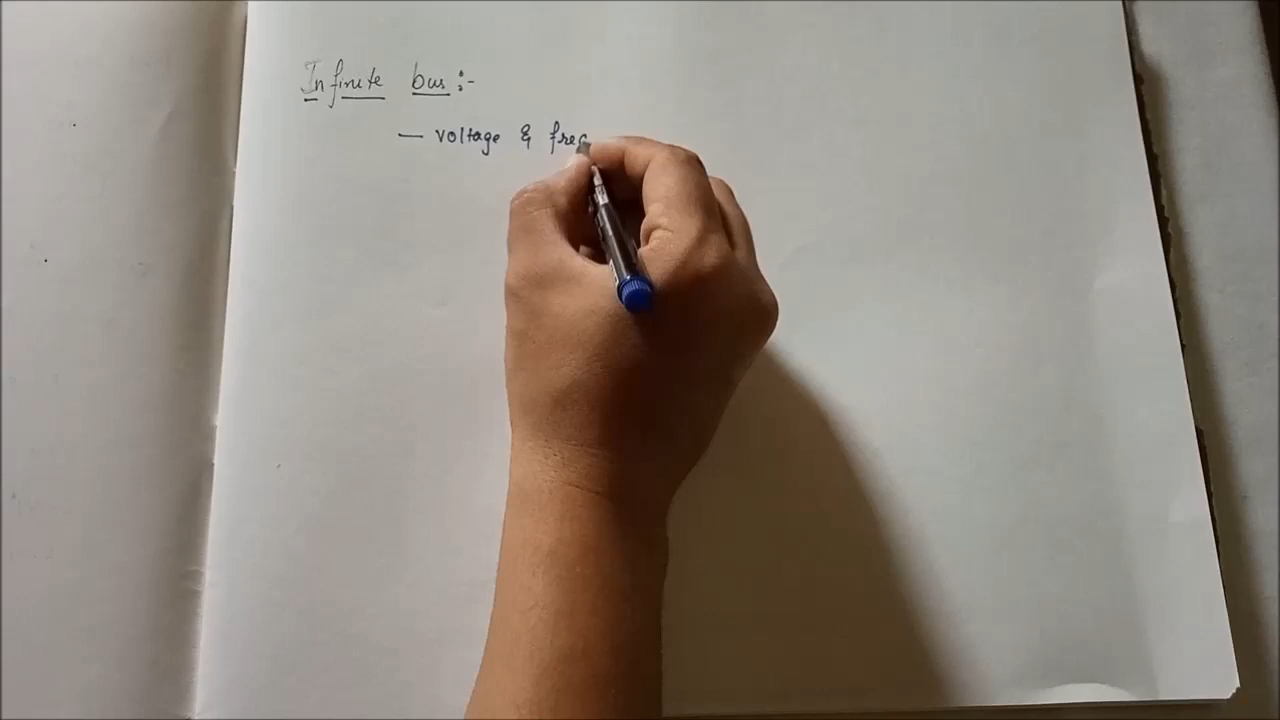 Infinite bus :-
— voltage & freq